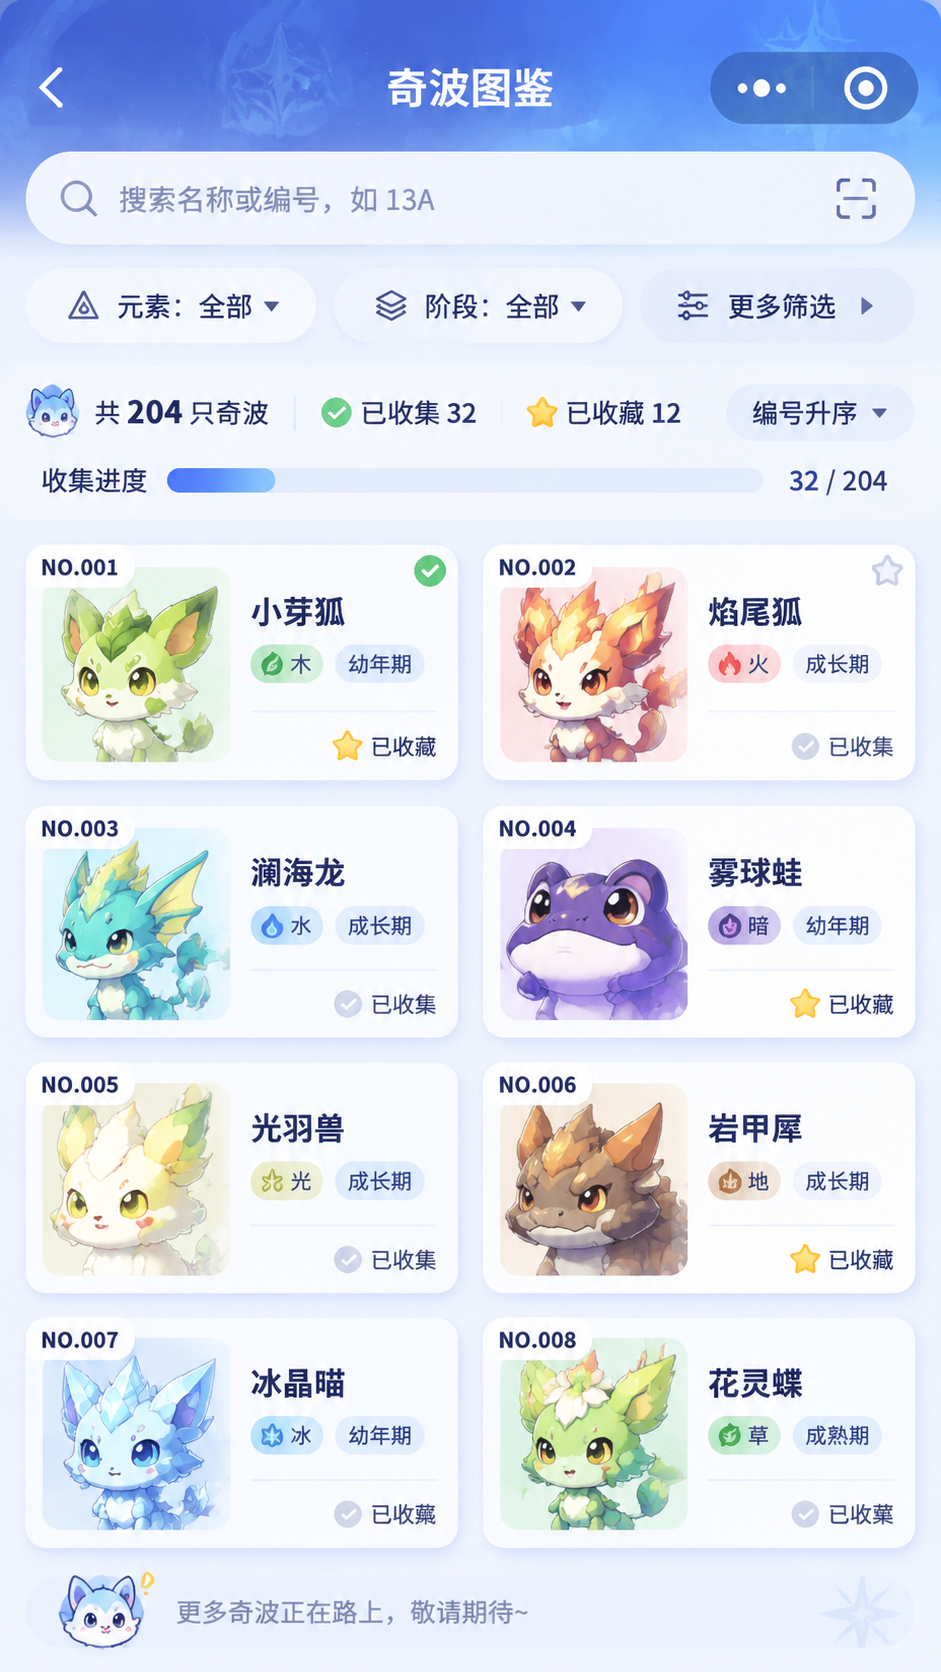 奇波图鉴
搜索名称或编号，如 13A
元素：全部
阶段：全部
更多筛选
共 204 只奇波
已收集 32
已收藏 12
编号升序
收集进度
32 / 204
NO.001
小芽狐
木
幼年期
已收藏
NO.002
焰尾狐
火
成长期
已收集
NO.003
澜海龙
水
成长期
已收集
NO.004
雾球蛙
暗
幼年期
已收藏
NO.005
光羽兽
光
成长期
已收集
NO.006
岩甲犀
地
成长期
已收藏
NO.007
冰晶喵
冰
幼年期
已收
NO.008
花灵蝶
草
成熟期
已收
更多奇波正在路上，敬请期待~